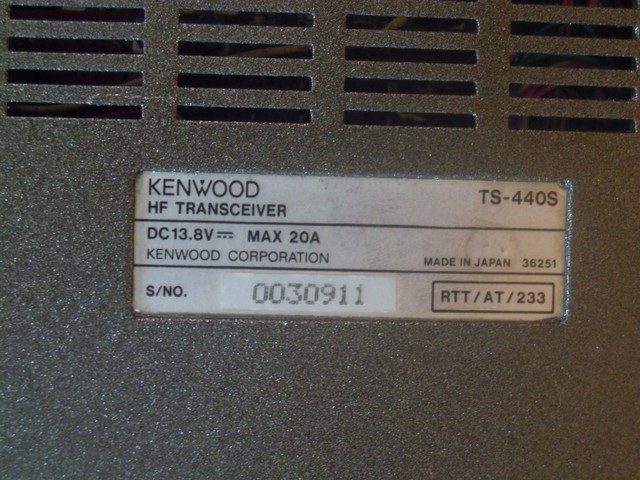 KENWOOD TS-440S
HF TRANSCEIVER
DC13.8V⎓ MAX 20A
KENWOOD CORPORATION MADE IN JAPAN 36251
S/NO. 0030911 RTT/AT/233